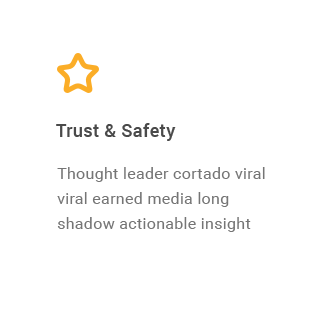 Trust & Safety
Thought leader cortado viral
viral earned media long
shadow actionable insight